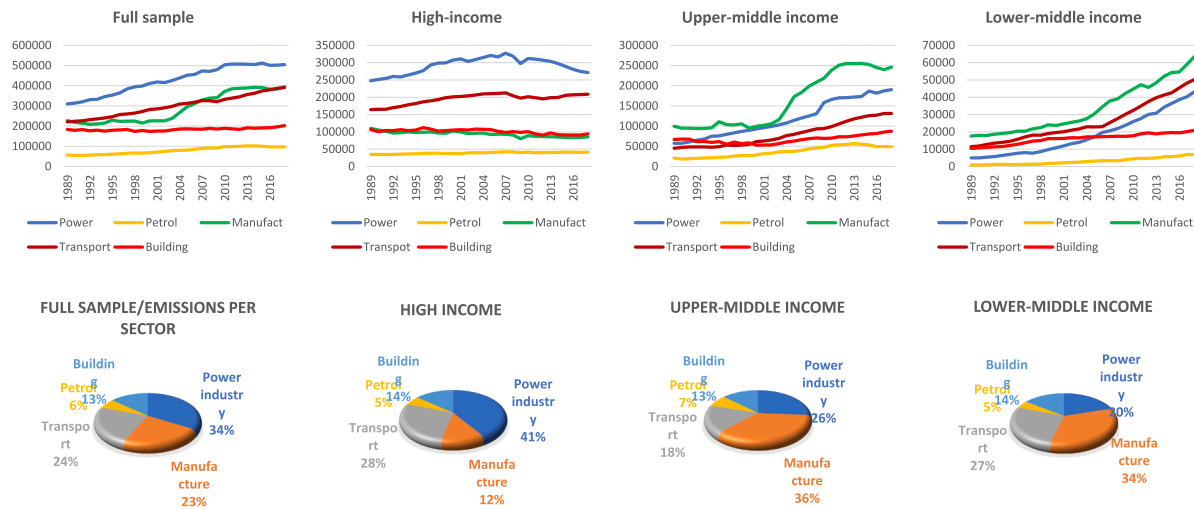 Full sample
600000
500000
400000
300000
200000
100000
0
1989
1992
1995
1998
2001
2004
2007
2010
2013
2016
Power
Petrol
Manufact
Transport
Building
High-income
350000
300000
250000
200000
150000
100000
50000
0
1989
1992
1995
1998
2001
2004
2007
2010
2013
2016
Power
Petrol
Manufact
Transpot
Building
Upper-middle income
300000
250000
200000
150000
100000
50000
0
1989
1992
1995
1998
2001
2004
2007
2010
2013
2016
Power
Petrol
Manufact
Transport
Building
Lower-middle income
70000
60000
50000
40000
30000
20000
10000
0
1989
1992
1995
1998
2001
2004
2007
2010
2013
2016
Power
Petrol
Manufact
Transport
Building
FULL SAMPLE/EMISSIONS PER
SECTOR
Buildin
g
13%
Petrol
6%
Transpo
rt
24%
Power
industr
y
34%
Manufa
cture
23%
HIGH INCOME
Buildin
g
14%
Petrol
5%
Transpo
rt
28%
Power
industr
y
41%
Manufa
cture
12%
UPPER-MIDDLE INCOME
Buildin
g
13%
Petrol
7%
Transpo
rt
18%
Power
industr
y
26%
Manufa
cture
36%
LOWER-MIDDLE INCOME
Buildin
g
14%
Petrol
5%
Transpo
rt
27%
Power
industr
y
20%
Manufa
cture
34%